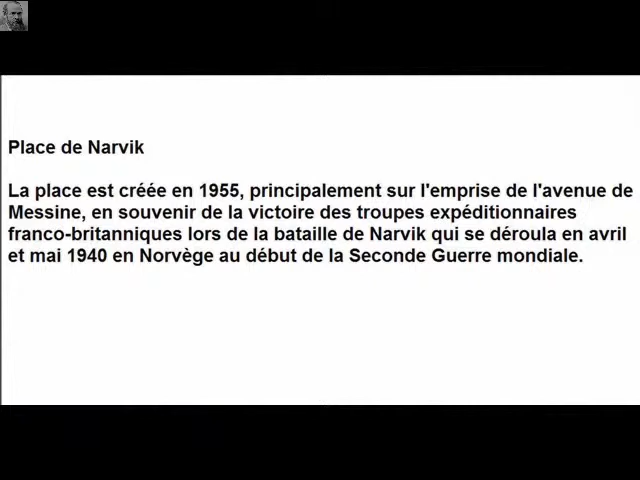 Place de Narvik
La place est créée en 1955, principalement sur l'emprise de l'avenue de
Messine, en souvenir de la victoire des troupes expéditionnaires
franco-britanniques lors de la bataille de Narvik qui se déroula en avril
et mai 1940 en Norvège au début de la Seconde Guerre mondiale.